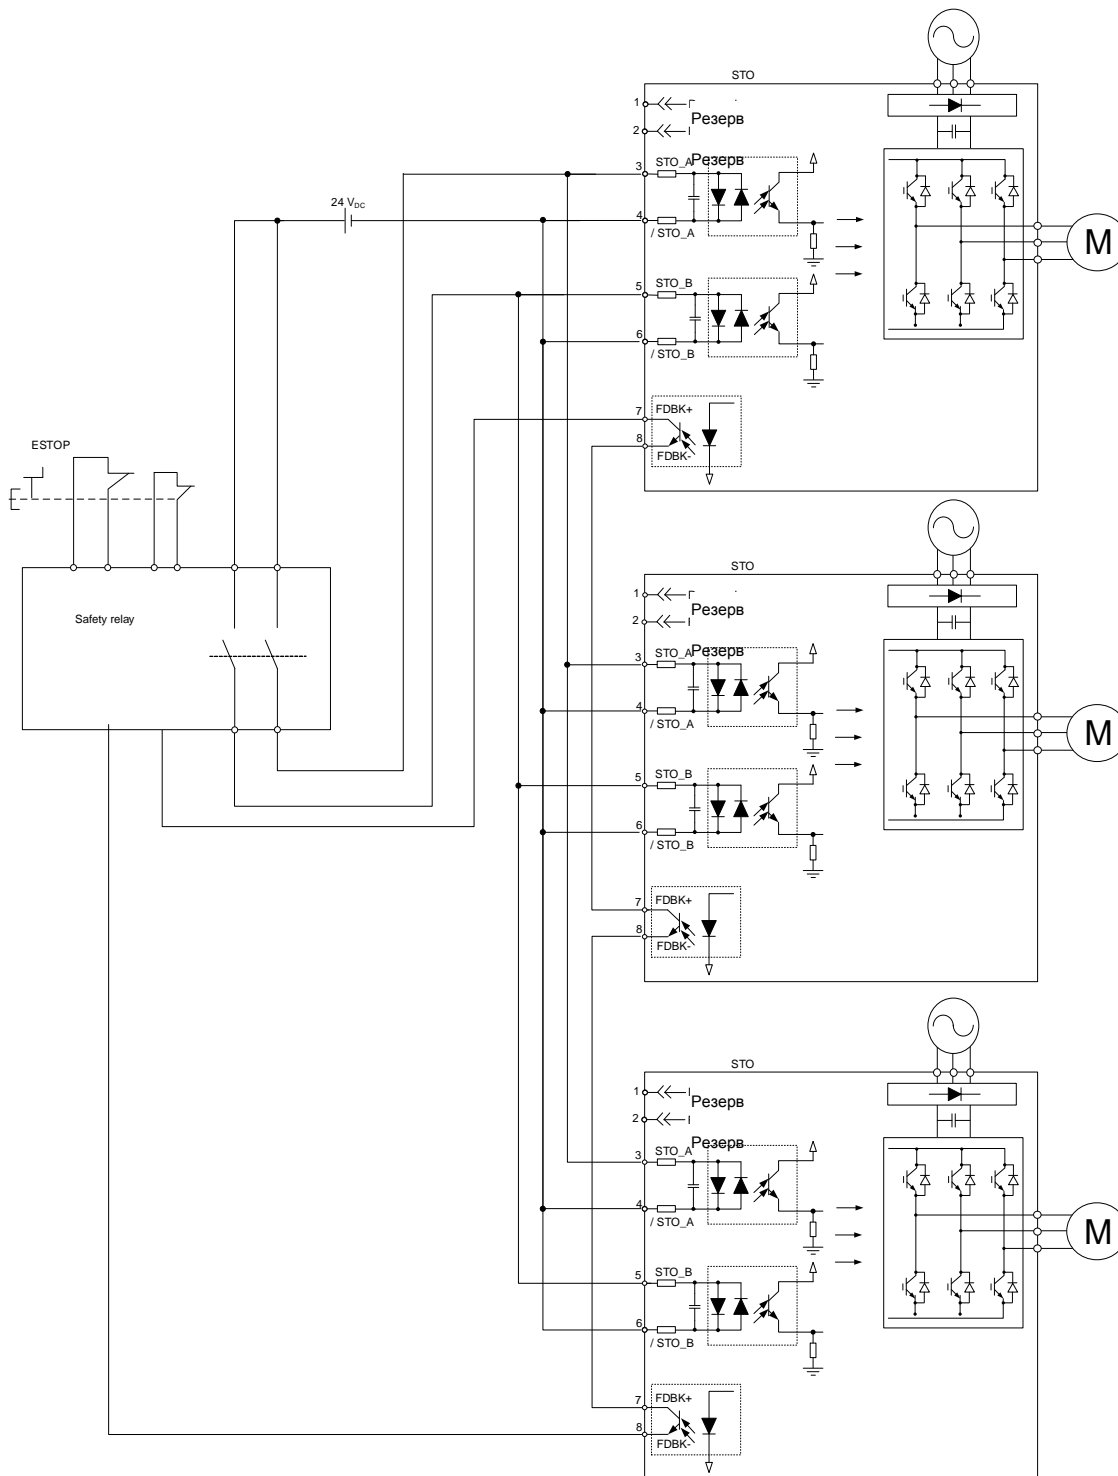 STO
1
Резерв
2
Резерв
3
STO_A
24 VDC
4
/ STO_A
M
5
STO_B
6
/ STO_B
7
FDBK+
8
FDBK-
ESTOP
Safety relay
STO
1
Резерв
2
Резерв
3
STO_A
4
/ STO_A
M
5
STO_B
6
/ STO_B
7
FDBK+
8
FDBK-
STO
1
Резерв
2
Резерв
3
STO_A
4
/ STO_A
M
5
STO_B
6
/ STO_B
7
FDBK+
8
FDBK-